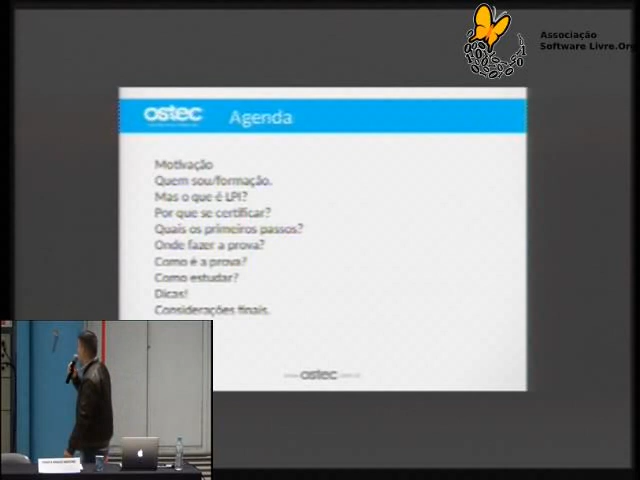 Associação
Software Livre.Or
ostec
Agenda
Motivação
Quem sou/formação.
Mas o que é LPI?
Por que se certificar?
Quais os primeiros passos?
Onde fazer a prova?
Como é a prova?
Como estudar?
Dicas!
Considerações finais.
ostec